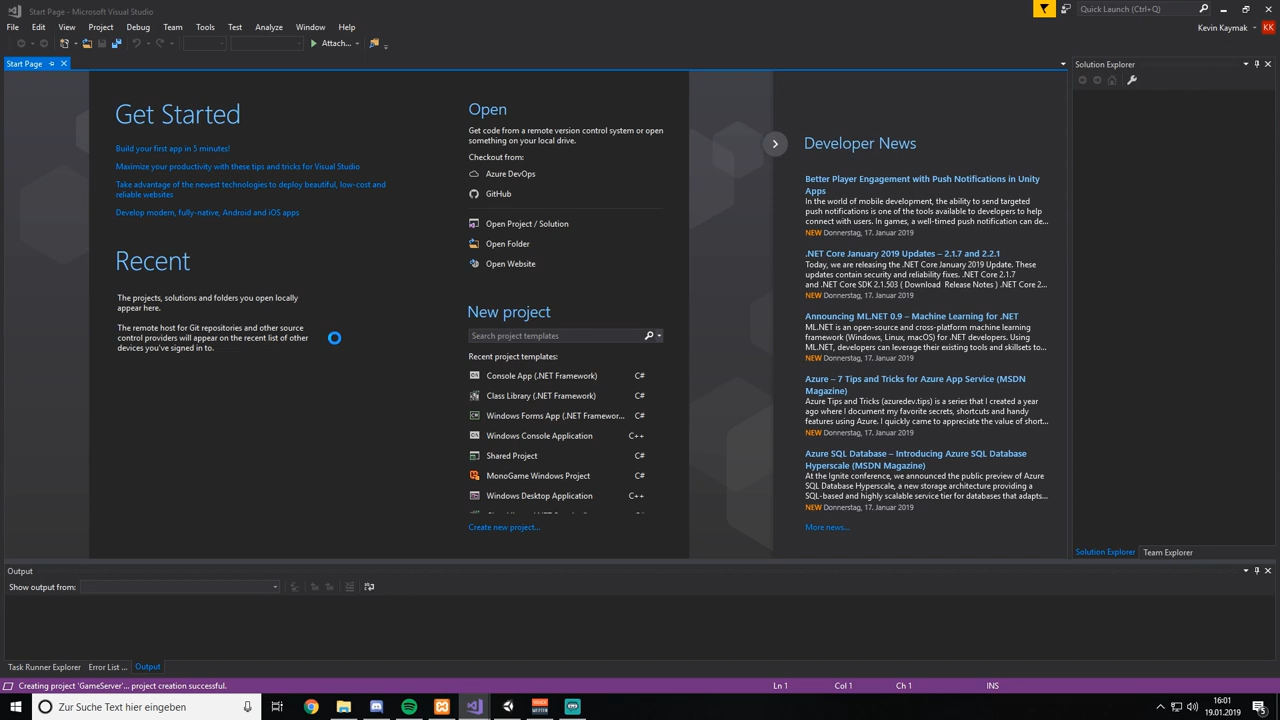 Start Page - Microsoft Visual Studio
Quick Launch (Ctrl+Q)
File Edit View Project Debug Team Tools Test Analyze Window Help
Kevin Kaymak KK
Attach...
Start Page
Solution Explorer
Get Started
Build your first app in 5 minutes!
Maximize your productivity with these tips and tricks for Visual Studio
Take advantage of the newest technologies to deploy beautiful, low-cost and
reliable websites
Develop modern, fully-native, Android and iOS apps
Recent
The projects, solutions and folders you open locally
appear here.
The remote host for Git repositories and other source
control providers will appear on the recent list of other
devices you've signed in to.
Open
Get code from a remote version control system or open
something on your local drive.
Checkout from:
Azure DevOps
GitHub
Open Project / Solution
Open Folder
Open Website
New project
Search project templates
Recent project templates:
Console App (.NET Framework) C#
Class Library (.NET Framework) C#
Windows Forms App (.NET Framewor... C#
Windows Console Application C++
Shared Project C#
MonoGame Windows Project C#
Windows Desktop Application C++
Create new project...
Developer News
Better Player Engagement with Push Notifications in Unity
Apps
In the world of mobile development, the ability to send targeted
push notifications is one of the tools available to developers to help
connect with users. In games, a well-timed push notification can de...
NEW Donnerstag, 17. Januar 2019
.NET Core January 2019 Updates – 2.1.7 and 2.2.1
Today, we are releasing the .NET Core January 2019 Update. These
updates contain security and reliability fixes. .NET Core 2.1.7
and .NET Core SDK 2.1.503 ( Download Release Notes ) .NET Core 2...
NEW Donnerstag, 17. Januar 2019
Announcing ML.NET 0.9 – Machine Learning for .NET
ML.NET is an open-source and cross-platform machine learning
framework (Windows, Linux, macOS) for .NET developers. Using
ML.NET, developers can leverage their existing tools and skillsets to...
NEW Donnerstag, 17. Januar 2019
Azure – 7 Tips and Tricks for Azure App Service (MSDN
Magazine)
Azure Tips and Tricks (azuredev.tips) is a series that I created a year
ago where I document my favorite secrets, shortcuts and handy
features using Azure. I quickly came to appreciate the value of short...
NEW Donnerstag, 17. Januar 2019
Azure SQL Database – Introducing Azure SQL Database
Hyperscale (MSDN Magazine)
At the Ignite conference, we announced the public preview of Azure
SQL Database Hyperscale, a new storage architecture providing a
SQL-based and highly scalable service tier for databases that adapts...
NEW Donnerstag, 17. Januar 2019
More news...
Solution Explorer Team Explorer
Output
Show output from:
Task Runner Explorer Error List ... Output
Creating project 'GameServer'... project creation successful. Ln 1 Col 1 Ch 1 INS
Zur Suche Text hier eingeben
16:01
19.01.2019